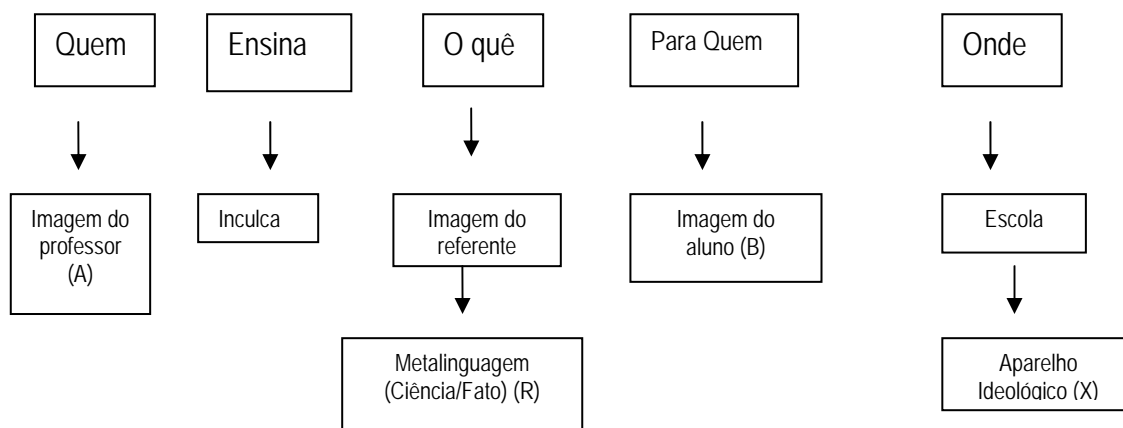 Quem
Ensina
O quê
Para Quem
Onde
Imagem do
professor
(A)
Inculca
Imagem do
referente
Imagem do
aluno (B)
Escola
Metalinguagem
(Ciência/Fato) (R)
Aparelho
Ideológico (X)